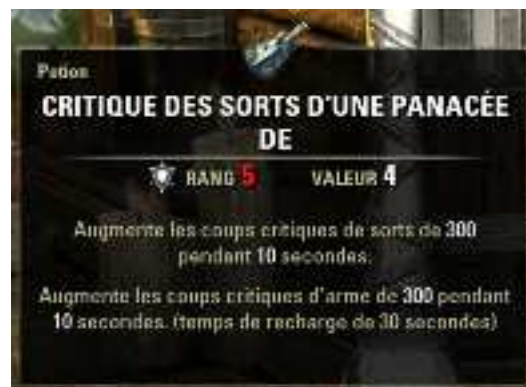 Potion
CRITIQUE DES SORTS D'UNE PANACÉE
DE
RANG 5 VALEUR 4
Augmente les coups critiques de sorts de 300
pendant 10 secondes.
Augmente les coups critiques d'arme de 300 pendant
10 secondes. (temps de recharge de 30 secondes)